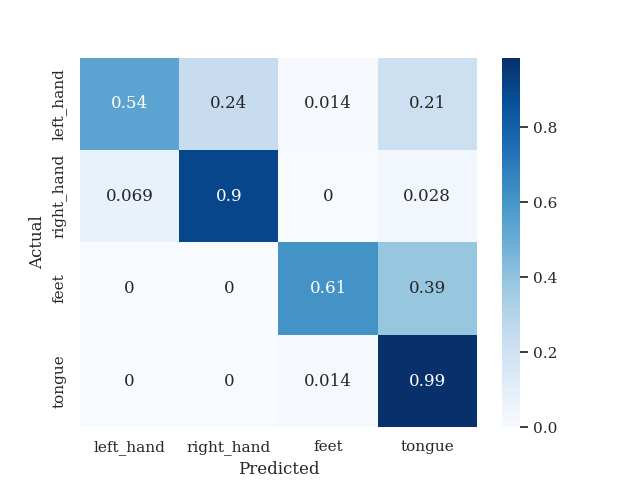 left_hand 0.54 0.24 0.014 0.21
right_hand 0.069 0.9 0 0.028
feet 0 0 0.61 0.39
tongue 0 0 0.014 0.99
Actual
left_hand right_hand feet tongue
Predicted
0.8
0.6
0.4
0.2
0.0